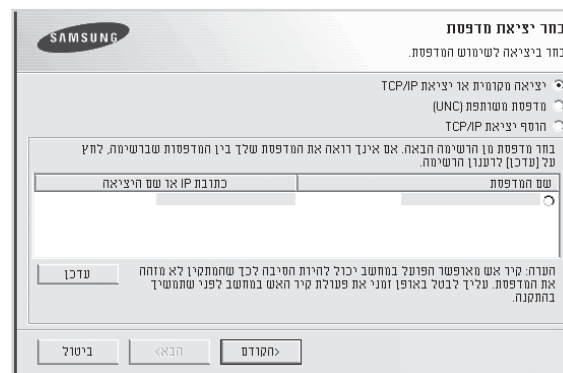 SAMSUNG
בחר יציאת מדפסת
בחר ביציאה לשימוש המדפסת.
יציאה מקומית או יציאת TCP/IP
מדפסת משותפת (UNC)
הוסף יציאת TCP/IP
בחר מדפסת מן הרשימה הבאה. אם אינך רואה את המדפסת שלך בין המדפסות שברשימה, לחץ
על [עדכן] לרענון הרשימה.
שם המדפסת
כתובת IP או שם היציאה
הערה: קיר אש מאופשר הפועל במחשב יכול להיות הסיבה לכך שהמתקין לא מזהה
את המדפסת. עליך לבטל באופן זמני את פעולת קיר האש במחשב לפני שתמשיך
בהתקנה.
עדכן
<הקודם
הבא>
ביטול